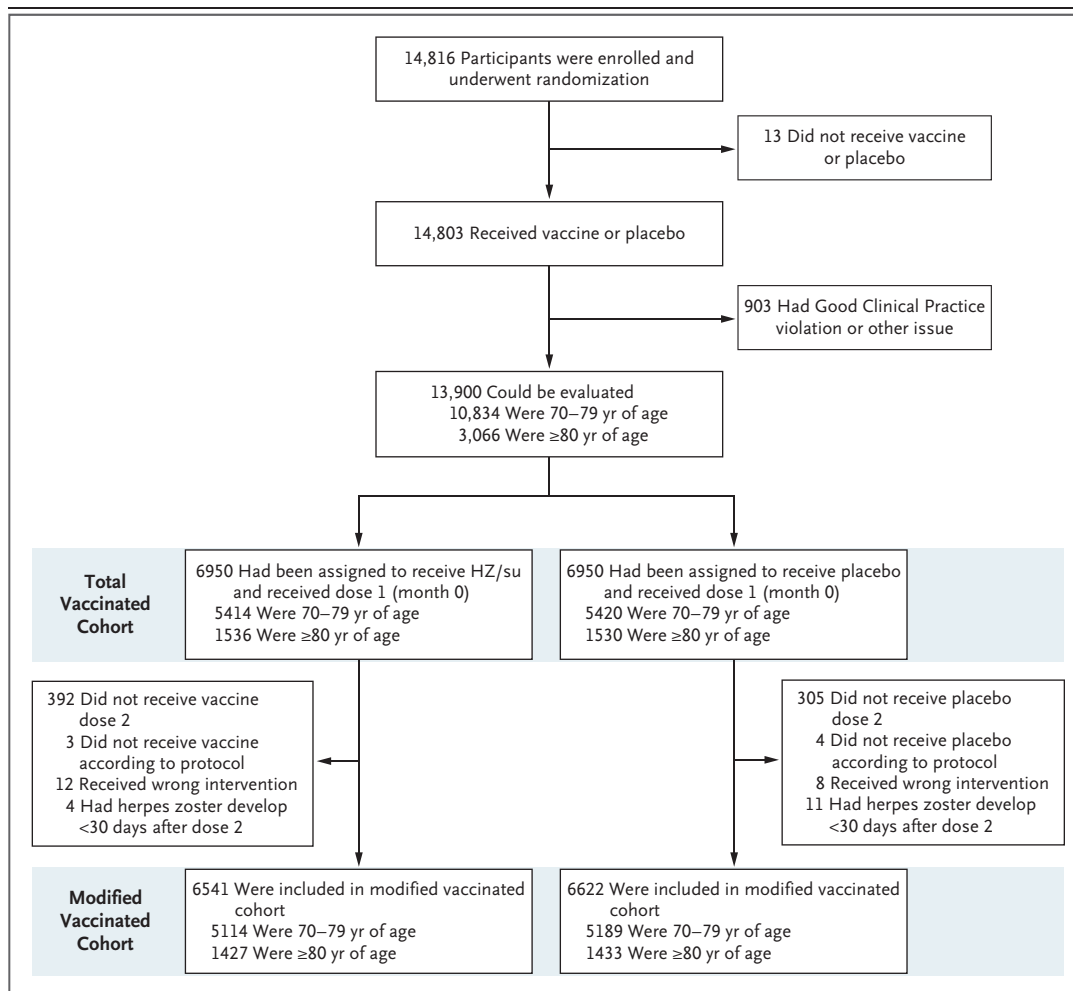 14,816 Participants were enrolled and
underwent randomization
13 Did not receive vaccine
or placebo
14,803 Received vaccine or placebo
903 Had Good Clinical Practice
violation or other issue
13,900 Could be evaluated
10,834 Were 70–79 yr of age
3,066 Were ≥80 yr of age
Total
Vaccinated
Cohort
6950 Had been assigned to receive HZ/su
and received dose 1 (month 0)
5414 Were 70–79 yr of age
1536 Were ≥80 yr of age
6950 Had been assigned to receive placebo
and received dose 1 (month 0)
5420 Were 70–79 yr of age
1530 Were ≥80 yr of age
392 Did not receive vaccine
dose 2
3 Did not receive vaccine
according to protocol
12 Received wrong intervention
4 Had herpes zoster develop
<30 days after dose 2
305 Did not receive placebo
dose 2
4 Did not receive placebo
according to protocol
8 Received wrong intervention
11 Had herpes zoster develop
<30 days after dose 2
Modified
Vaccinated
Cohort
6541 Were included in modified vaccinated
cohort
5114 Were 70–79 yr of age
1427 Were ≥80 yr of age
6622 Were included in modified vaccinated
cohort
5189 Were 70–79 yr of age
1433 Were ≥80 yr of age